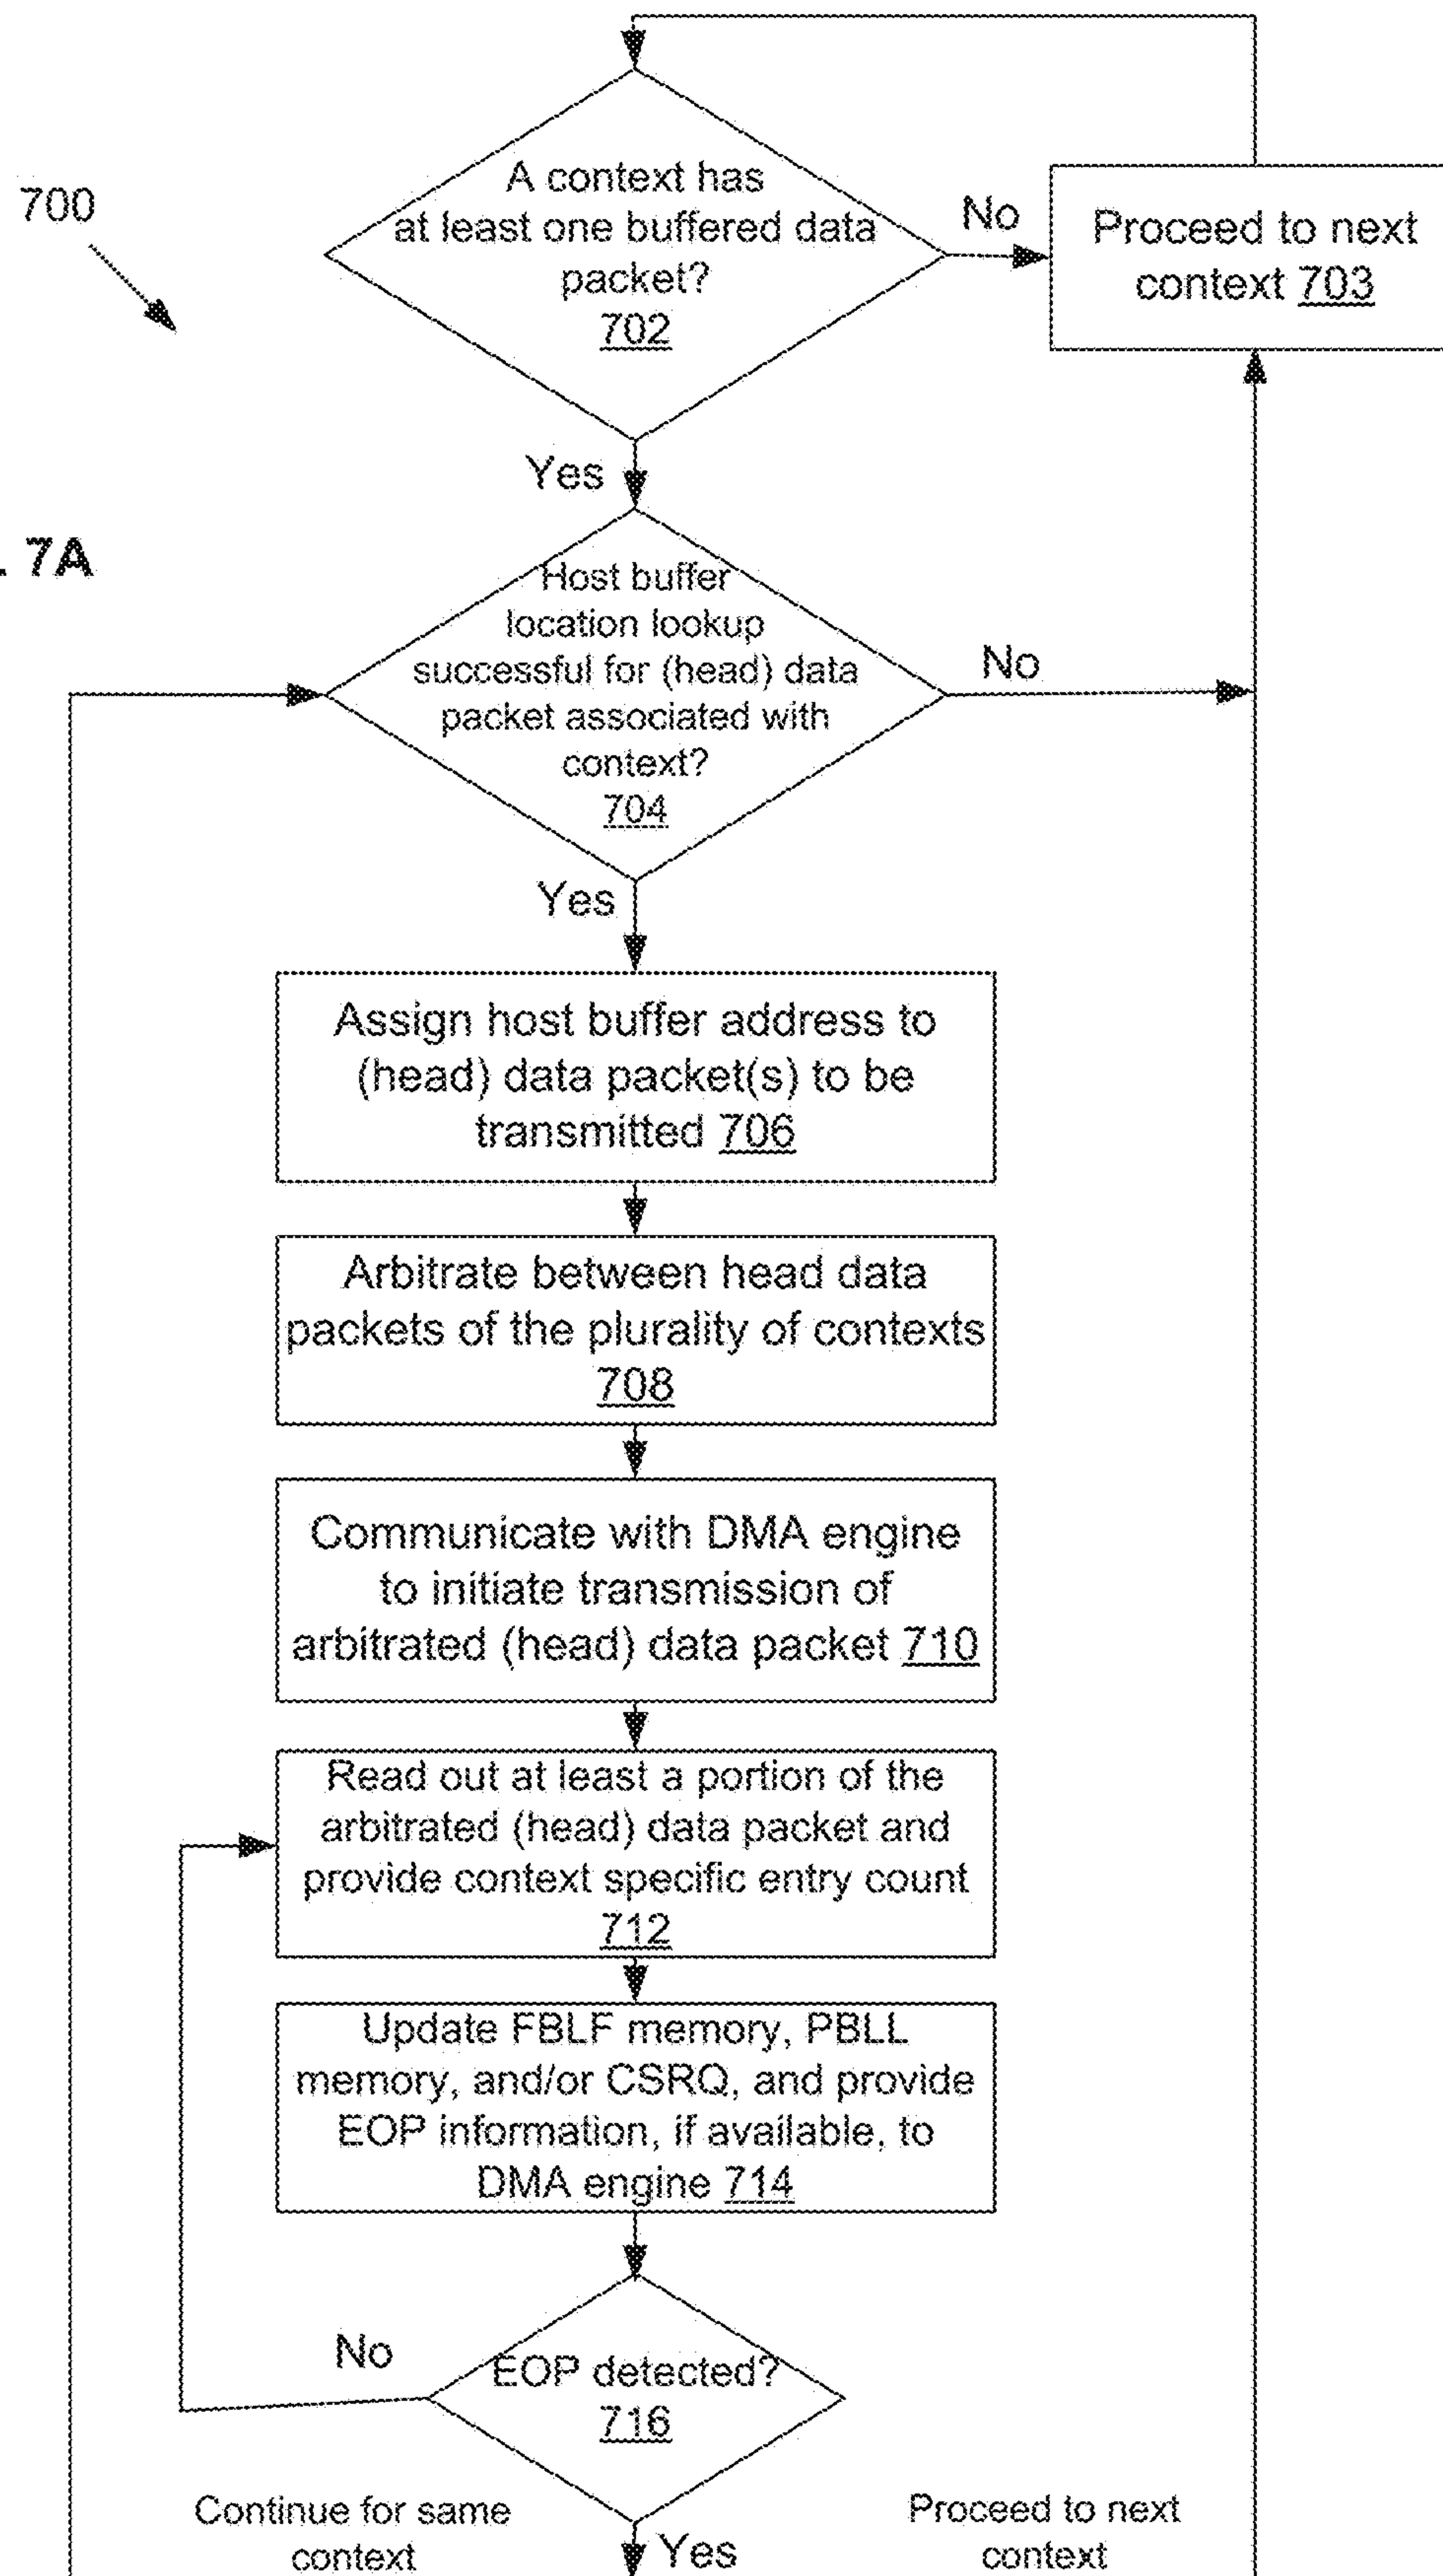 A context has
at least one buffered data
packet?
702
No
Proceed to next
context 703
700
Yes
. 7A
Host buffer
location lookup
successful for (head) data
packet associated with
context?
704
No
Yes
Assign host buffer address to
(head) data packet(s) to be
transmitted 706
Arbitrate between head data
packets of the plurality of contexts
708
Communicate with DMA engine
to initiate transmission of
arbitrated (head) data packet 710
Read out at least a portion of the
arbitrated (head) data packet and
provide context specific entry count
712
Update FBLF memory, PBLL
memory, and/or CSRQ, and provide
EOP information, if available, to
DMA engine 714
No
EOP detected?
716
Continue for same
context
Yes
Proceed to next
context